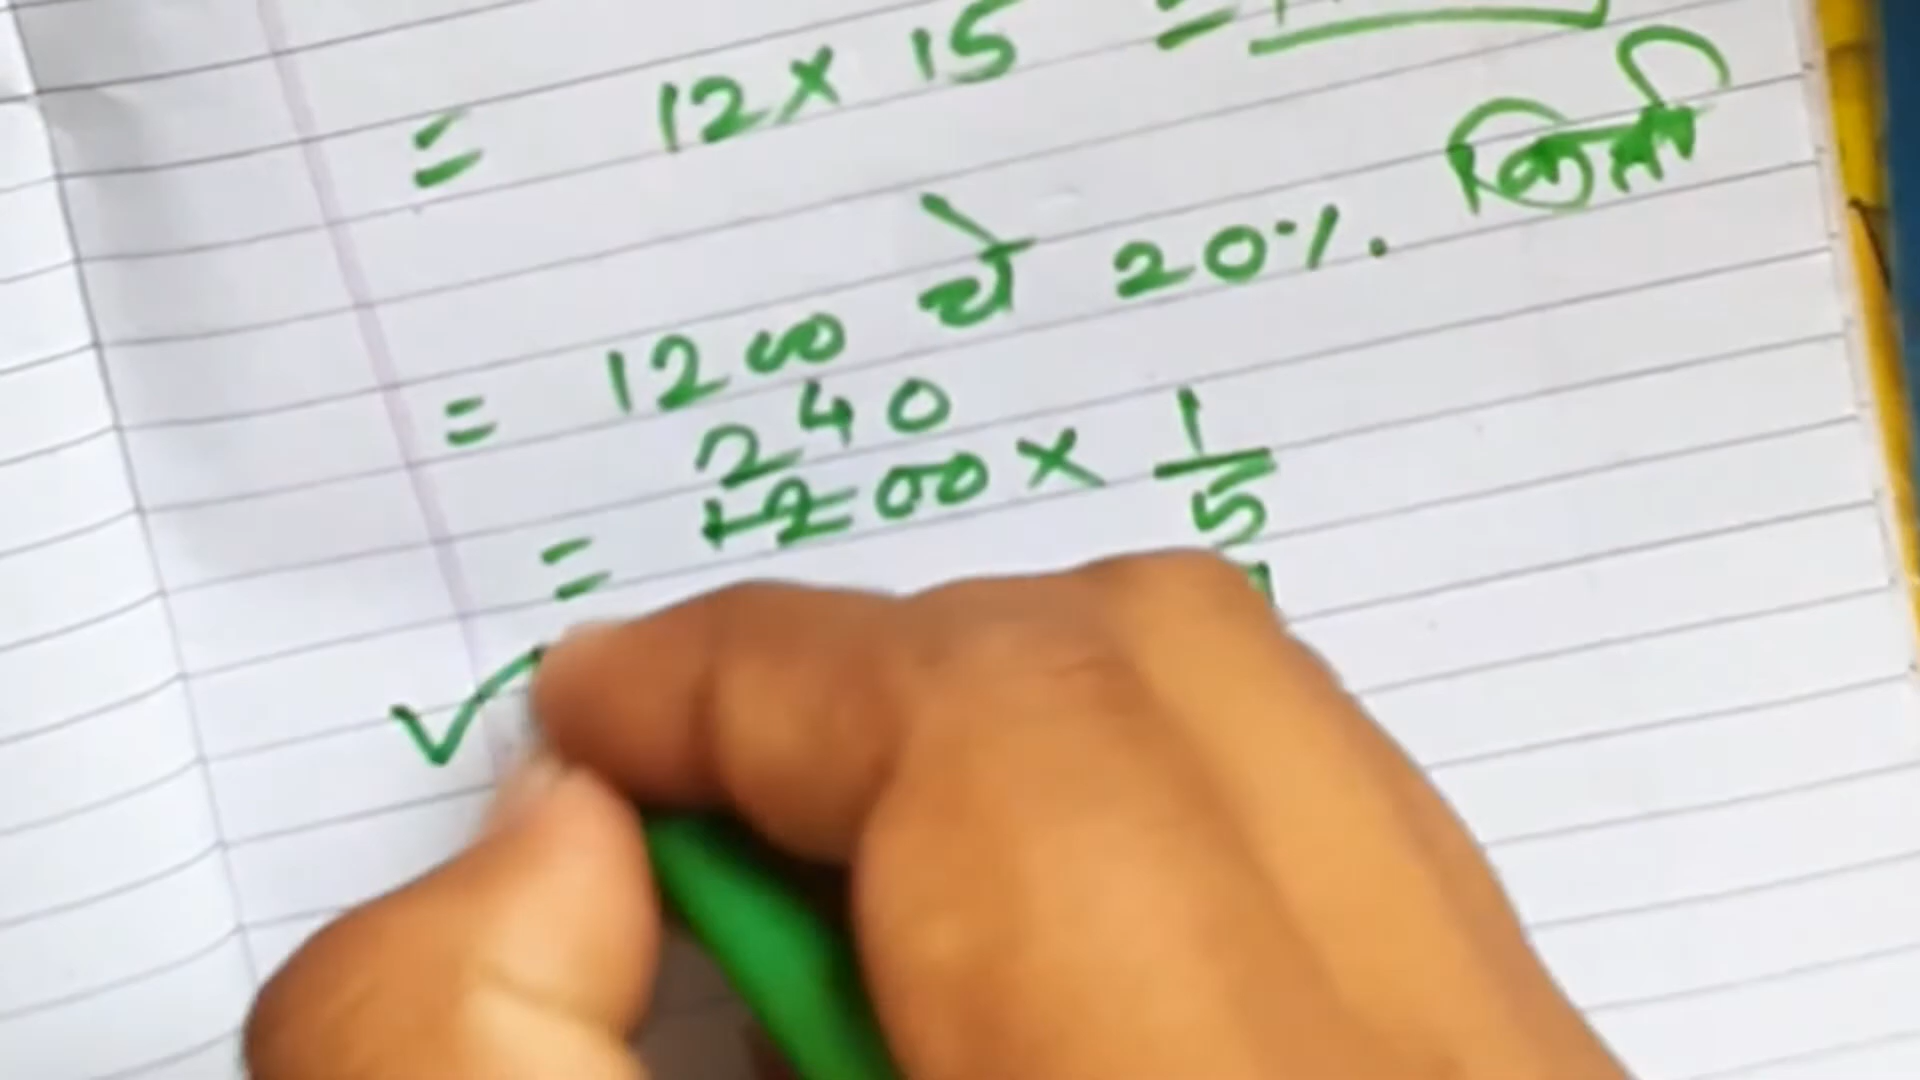 = 12 × 15 =
= 1200 चे 20%. किती
240
= 1200 × 1/5